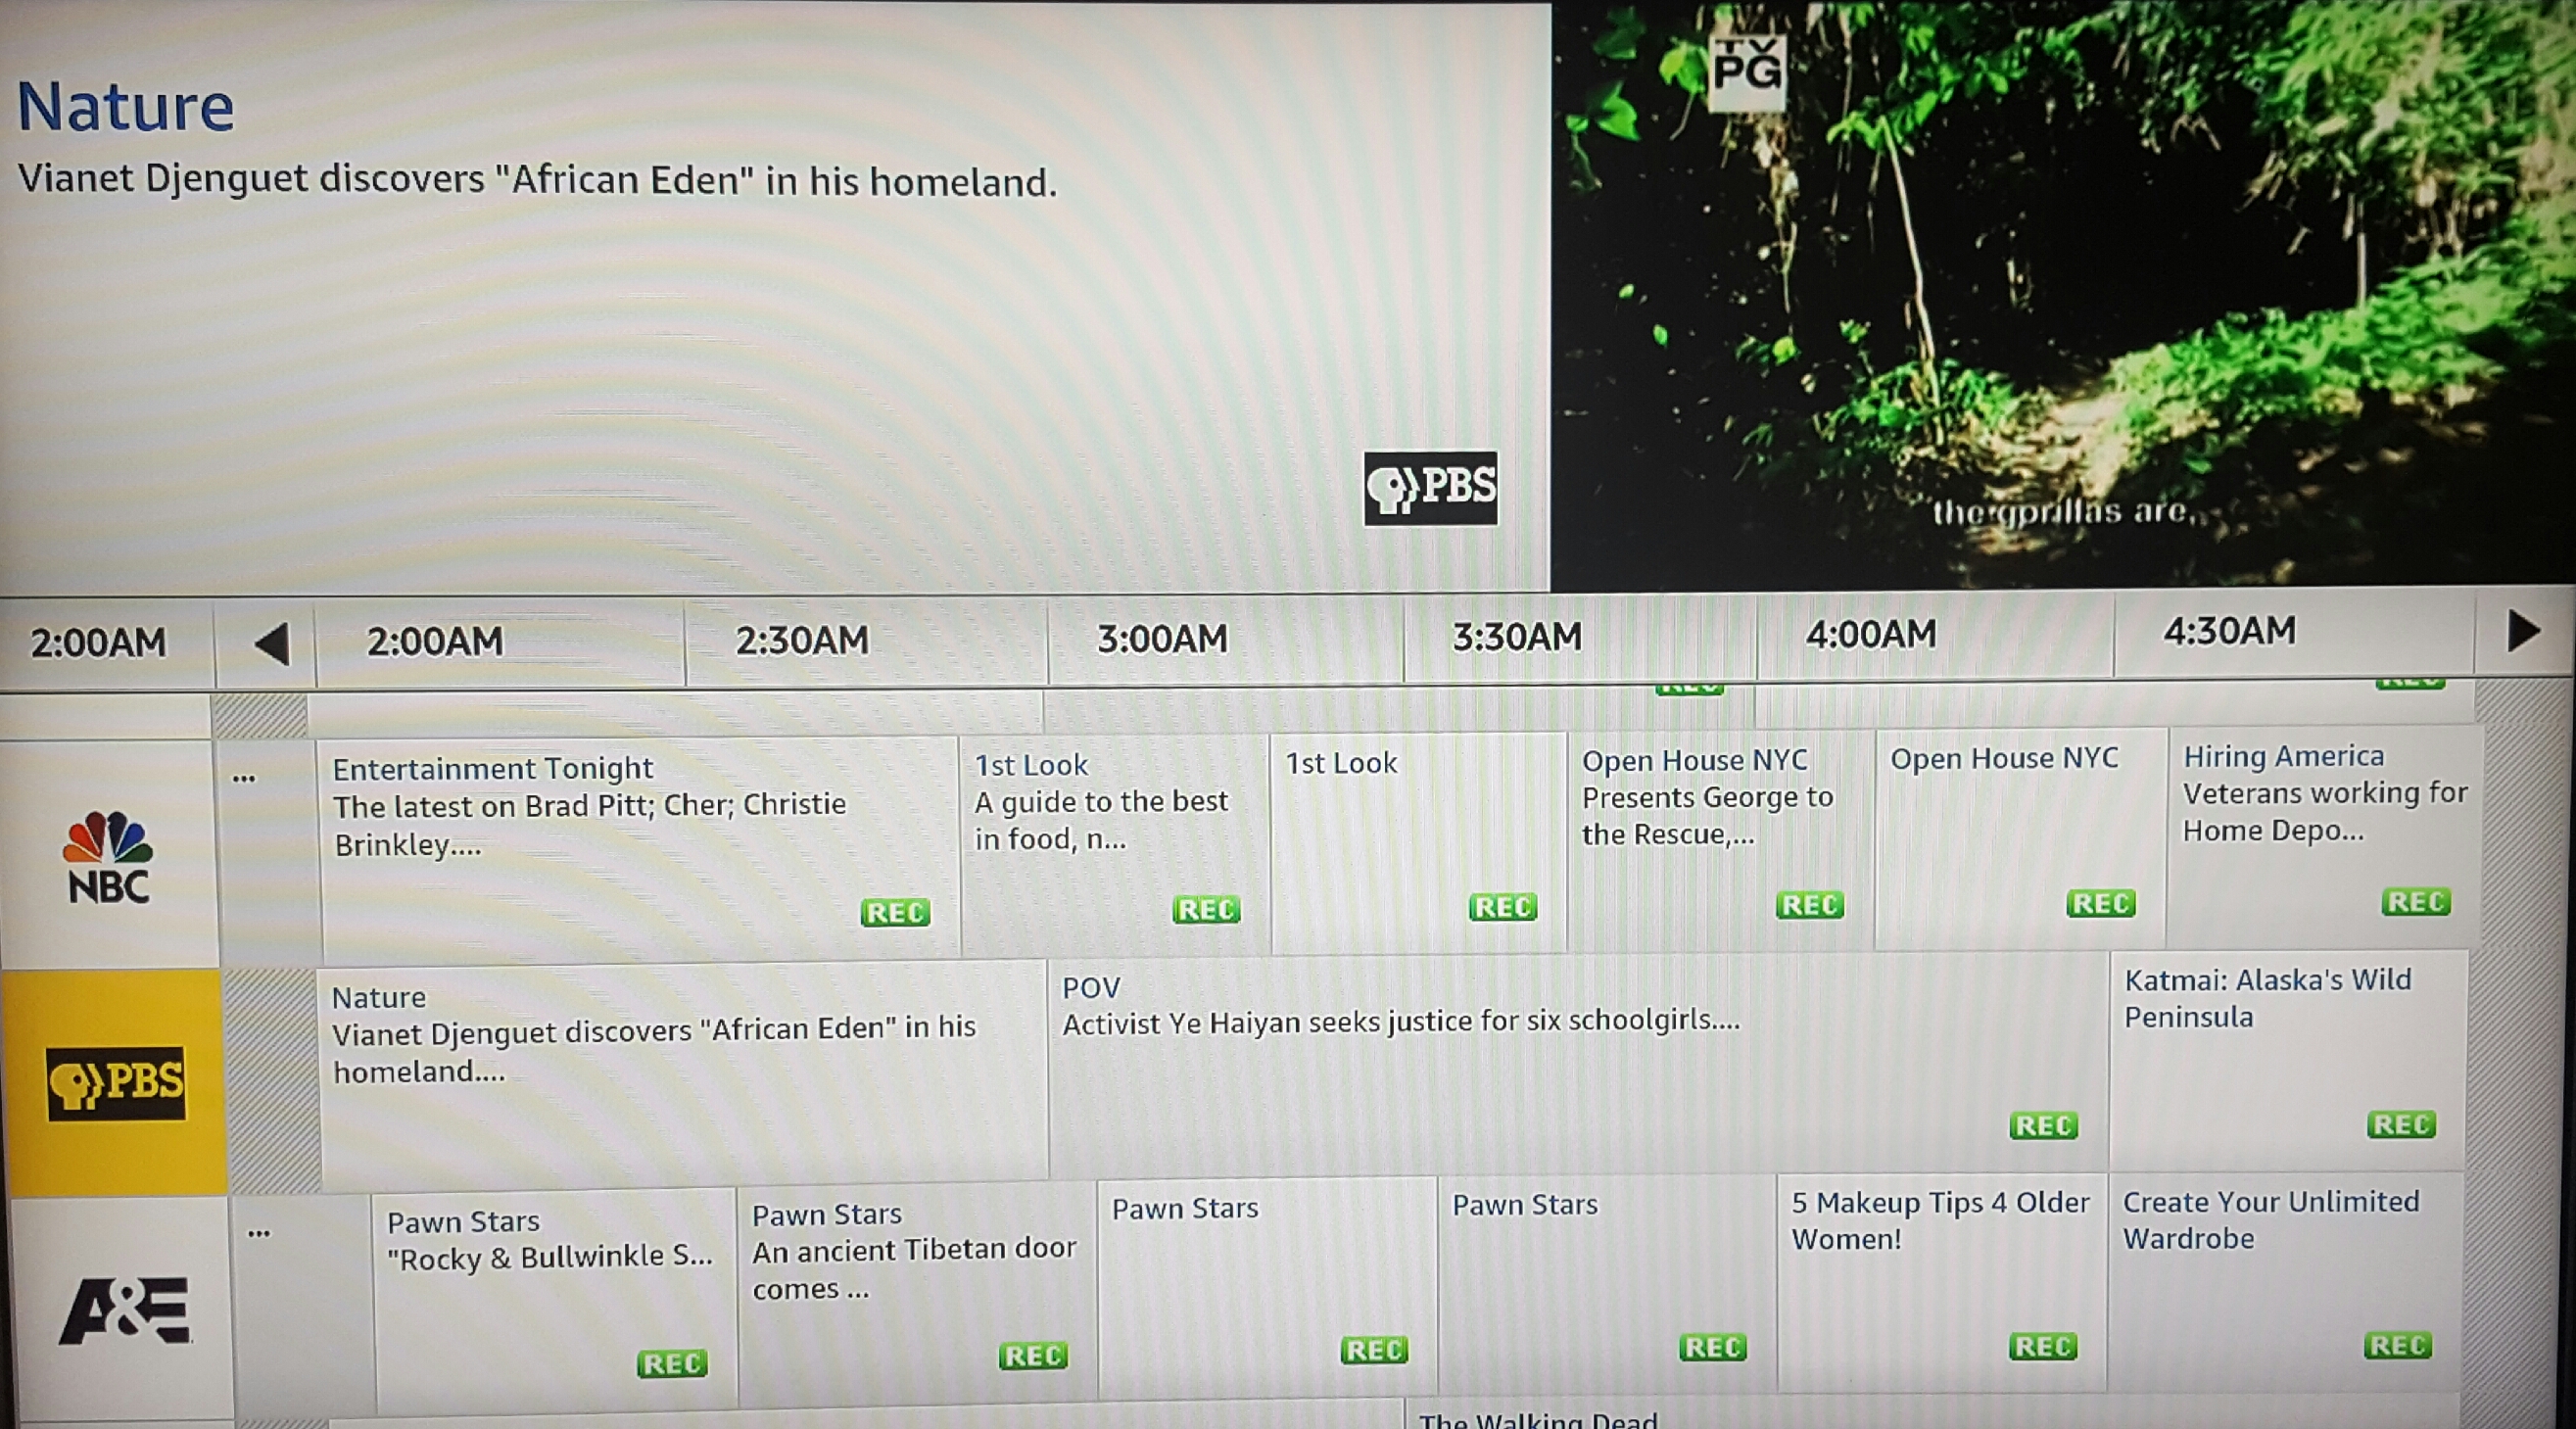 TV
PG
Nature
Vianet Djenguet discovers "African Eden" in his homeland.
PBS
the gorillas are,
2:00AM
2:00AM
2:30AM
3:00AM
3:30AM
4:00AM
4:30AM
REC
REC
NBC
...
Entertainment Tonight
The latest on Brad Pitt; Cher; Christie
Brinkley....
REC
1st Look
A guide to the best
in food, n...
REC
1st Look
REC
Open House NYC
Presents George to
the Rescue,...
REC
Open House NYC
REC
Hiring America
Veterans working for
Home Depo...
REC
PBS
Nature
Vianet Djenguet discovers "African Eden" in his
homeland....
POV
Activist Ye Haiyan seeks justice for six schoolgirls....
REC
Katmai: Alaska's Wild
Peninsula
REC
A&E
...
Pawn Stars
"Rocky & Bullwinkle S...
REC
Pawn Stars
An ancient Tibetan door
comes ...
REC
Pawn Stars
REC
Pawn Stars
REC
5 Makeup Tips 4 Older
Women!
REC
Create Your Unlimited
Wardrobe
REC
The Walking Dead